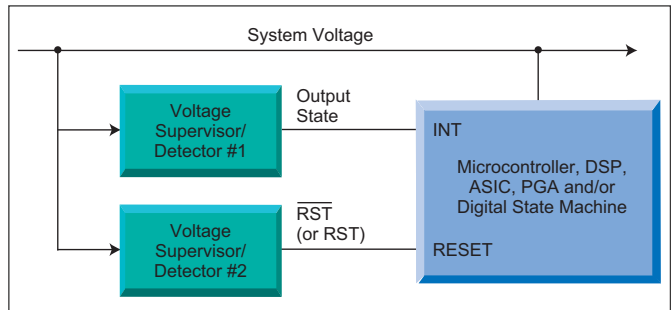 System Voltage
Voltage
Supervisor/
Detector #1
Output
State
INT
Microcontroller, DSP,
ASIC, PGA and/or
Digital State Machine
Voltage
Supervisor/
Detector #2
RST
(or RST)
RESET